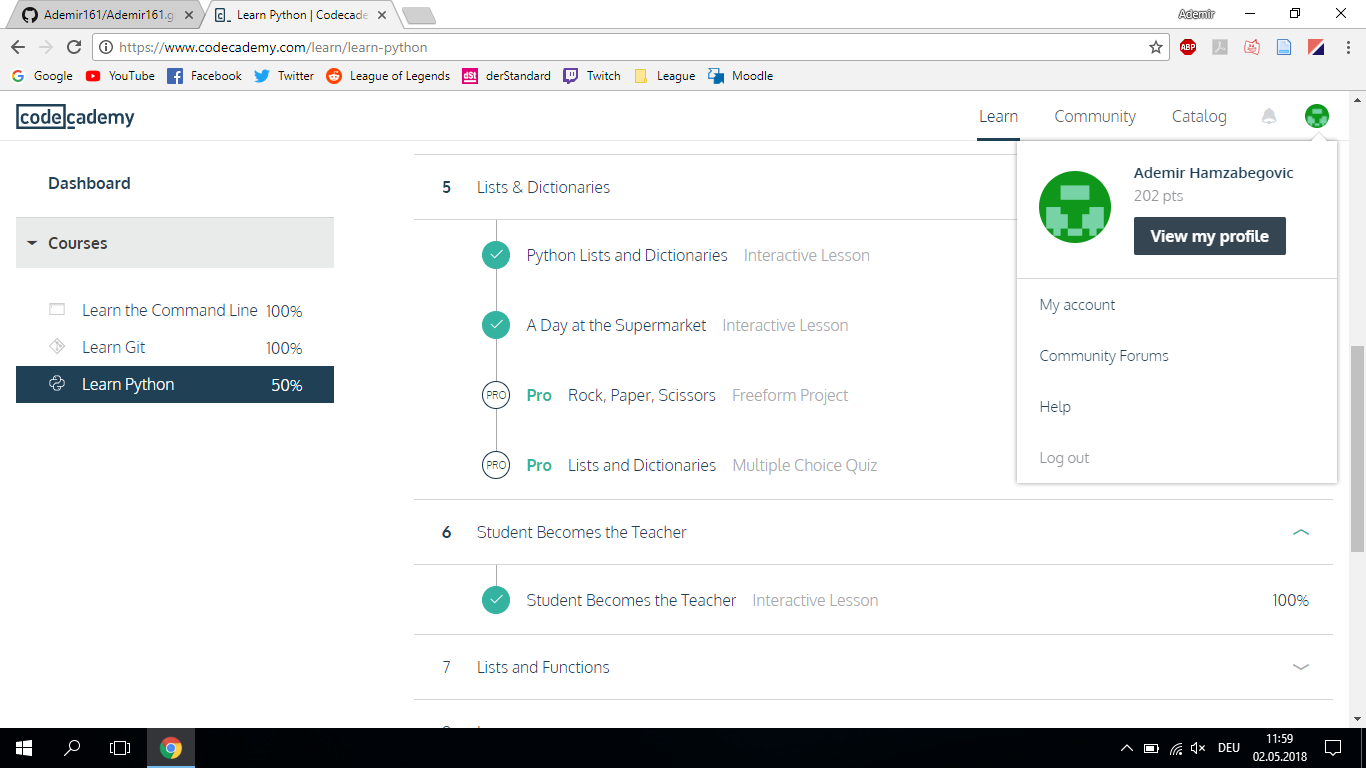 Ademir161/Ademir161.g
Learn Python | Codecade
Ademir
https://www.codecademy.com/learn/learn-python
ABP
Google
YouTube
Facebook
Twitter
League of Legends
dSt derStandard
Twitch
League
Moodle
codecademy
Learn
Community
Catalog
Dashboard
Courses
Learn the Command Line 100%
Learn Git 100%
Learn Python 50%
5 Lists & Dictionaries
Python Lists and Dictionaries Interactive Lesson
A Day at the Supermarket Interactive Lesson
PRO Pro Rock, Paper, Scissors Freeform Project
PRO Pro Lists and Dictionaries Multiple Choice Quiz
6 Student Becomes the Teacher
Student Becomes the Teacher Interactive Lesson 100%
7 Lists and Functions
Ademir Hamzabegovic
202 pts
View my profile
My account
Community Forums
Help
Log out
DEU
11:59
02.05.2018